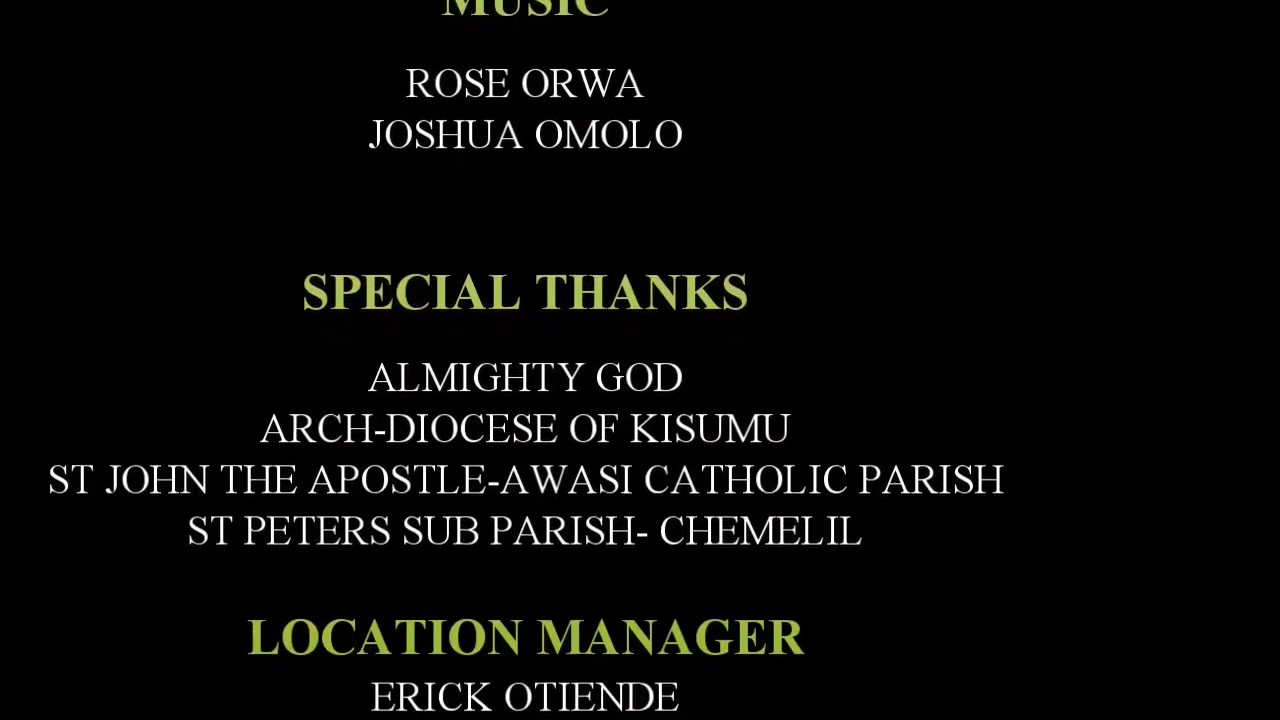 MUSIC
ROSE ORWA
JOSHUA OMOLO
SPECIAL THANKS
ALMIGHTY GOD
ARCH-DIOCESE OF KISUMU
ST JOHN THE APOSTLE-AWASI CATHOLIC PARISH
ST PETERS SUB PARISH- CHEMELIL
LOCATION MANAGER
ERICK OTIENDE